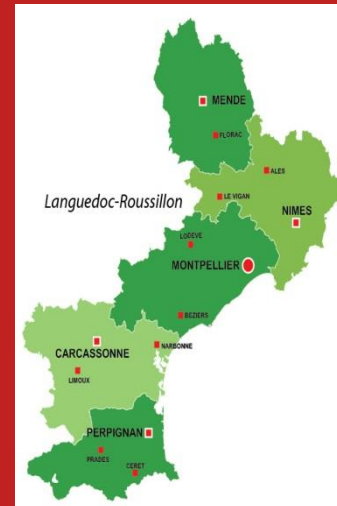 MENDE
FLORAC
ALES
LE VIGAN
Languedoc-Roussillon
NIMES
LODEVE
MONTPELLIER
BEZIERS
NARBONNE
CARCASSONNE
LIMOUX
PERPIGNAN
PRADES
CERET